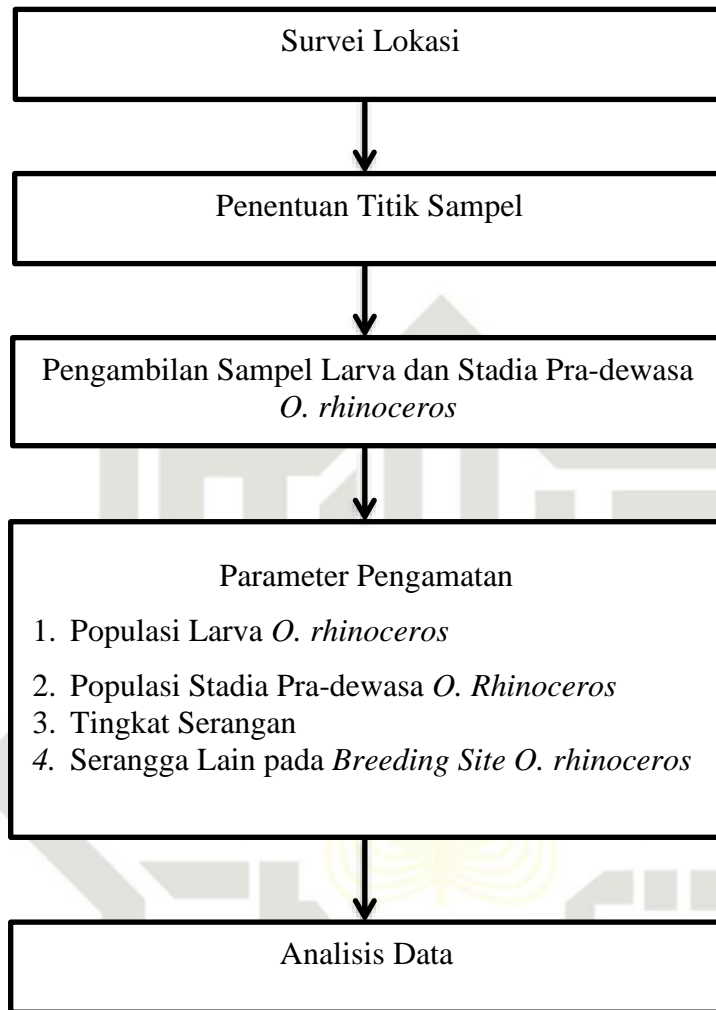 Survei Lokasi
Penentuan Titik Sampel
Pengambilan Sampel Larva dan Stadia Pra-dewasa
O. rhinoceros
Parameter Pengamatan
1. Populasi Larva O. rhinoceros
2. Populasi Stadia Pra-dewasa O. Rhinoceros
3. Tingkat Serangan
4. Serangga Lain pada Breeding Site O. rhinoceros
Analisis Data